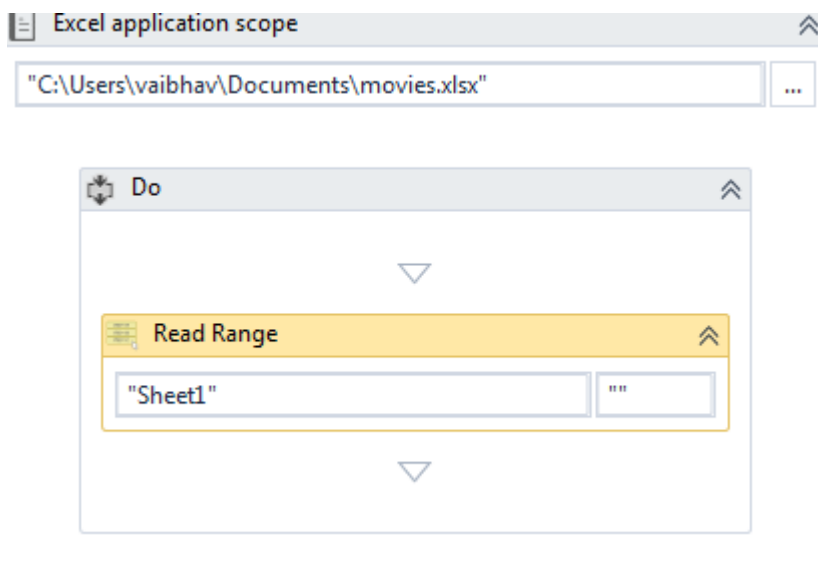 Excel application scope
"C:\Users\vaibhav\Documents\movies.xlsx"
...
Do
Read Range
"Sheet1"
""